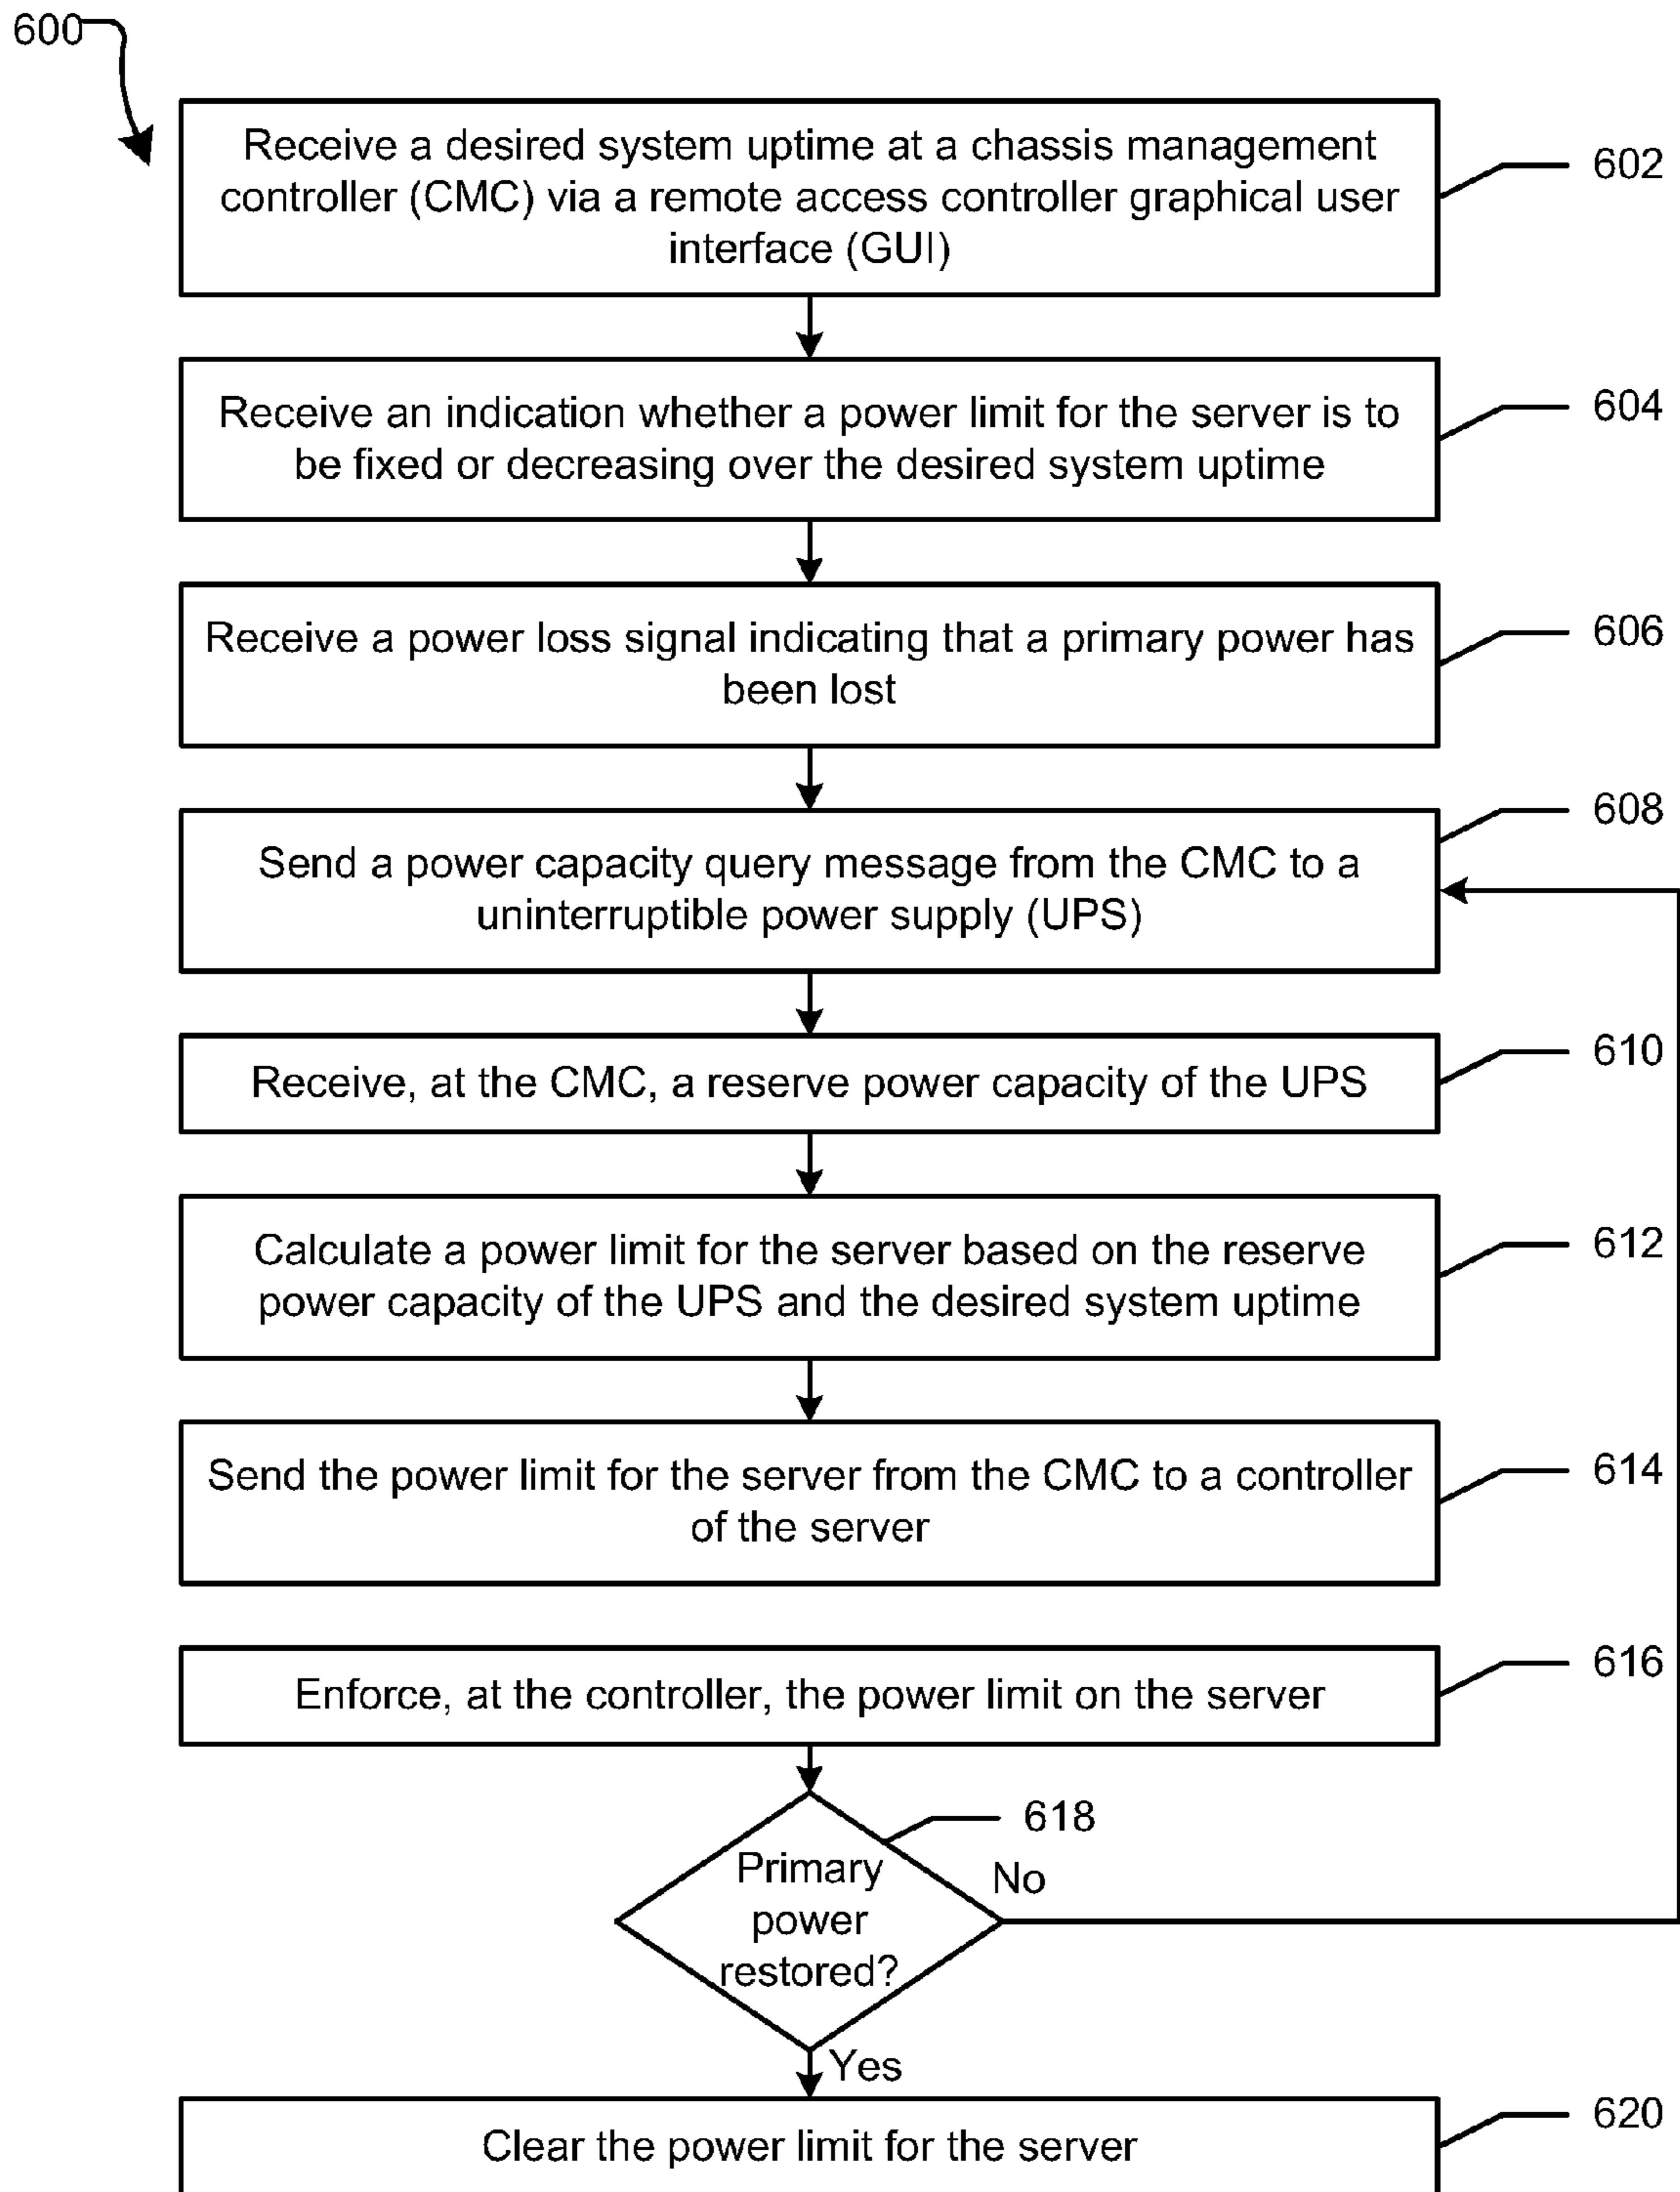 600
Receive a desired system uptime at a chassis management
controller (CMC) via a remote access controller graphical user
interface (GUI)
602
Receive an indication whether a power limit for the server is to
be fixed or decreasing over the desired system uptime
604
Receive a power loss signal indicating that a primary power has
been lost
606
Send a power capacity query message from the CMC to a
uninterruptible power supply (UPS)
608
Receive, at the CMC, a reserve power capacity of the UPS
610
Calculate a power limit for the server based on the reserve
power capacity of the UPS and the desired system uptime
612
Send the power limit for the server from the CMC to a controller
of the server
614
Enforce, at the controller, the power limit on the server
616
618
Primary
power
restored?
No
Yes
Clear the power limit for the server
620